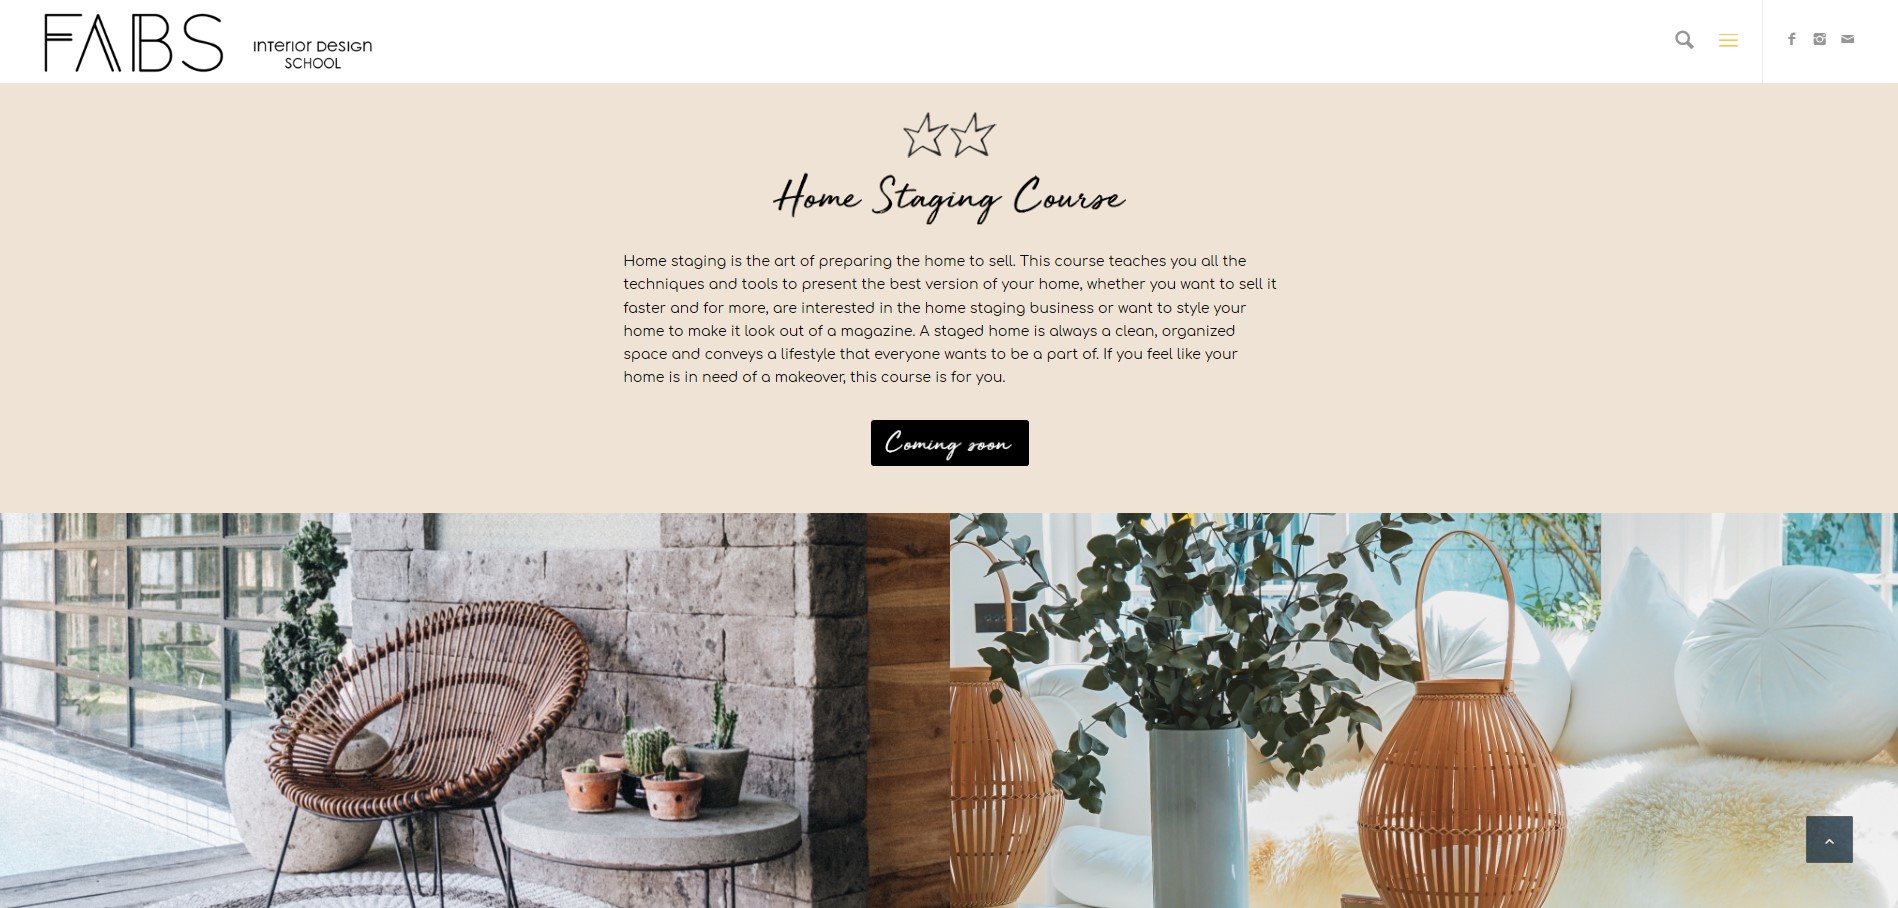 FABS
INTERIOR DESIGN
SCHOOL
Home Staging Course
Home staging is the art of preparing the home to sell. This course teaches you all the
techniques and tools to present the best version of your home, whether you want to sell it
faster and for more, are interested in the home staging business or want to style your
home to make it look out of a magazine. A staged home is always a clean, organized
space and conveys a lifestyle that everyone wants to be a part of. If you feel like your
home is in need of a makeover, this course is for you.
Coming soon